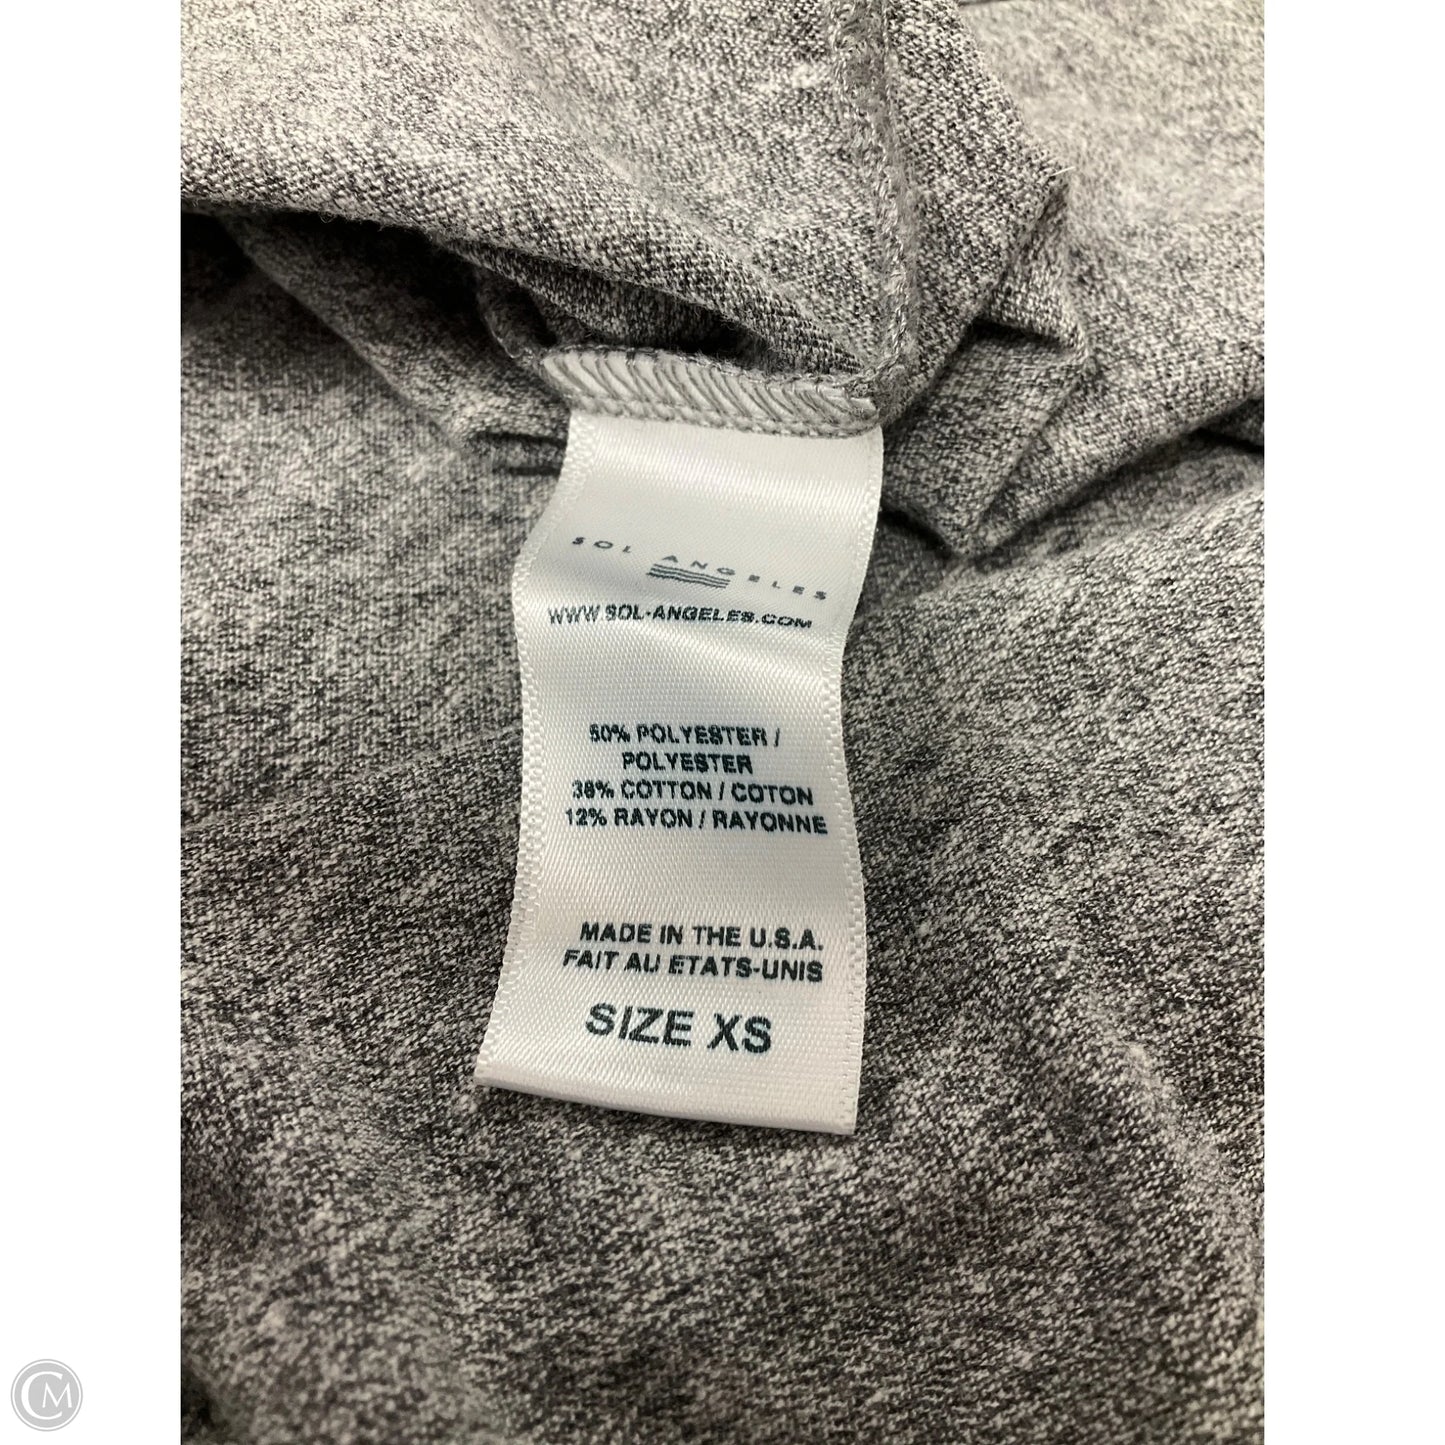 SOL ANGELES
WWW.SOL-ANGELES.COM
50% POLYESTER /
POLYESTER
38% COTTON / COTON
12% RAYON / RAYONNE
MADE IN THE U.S.A.
FAIT AU ETATS-UNIS
SIZE XS
CM